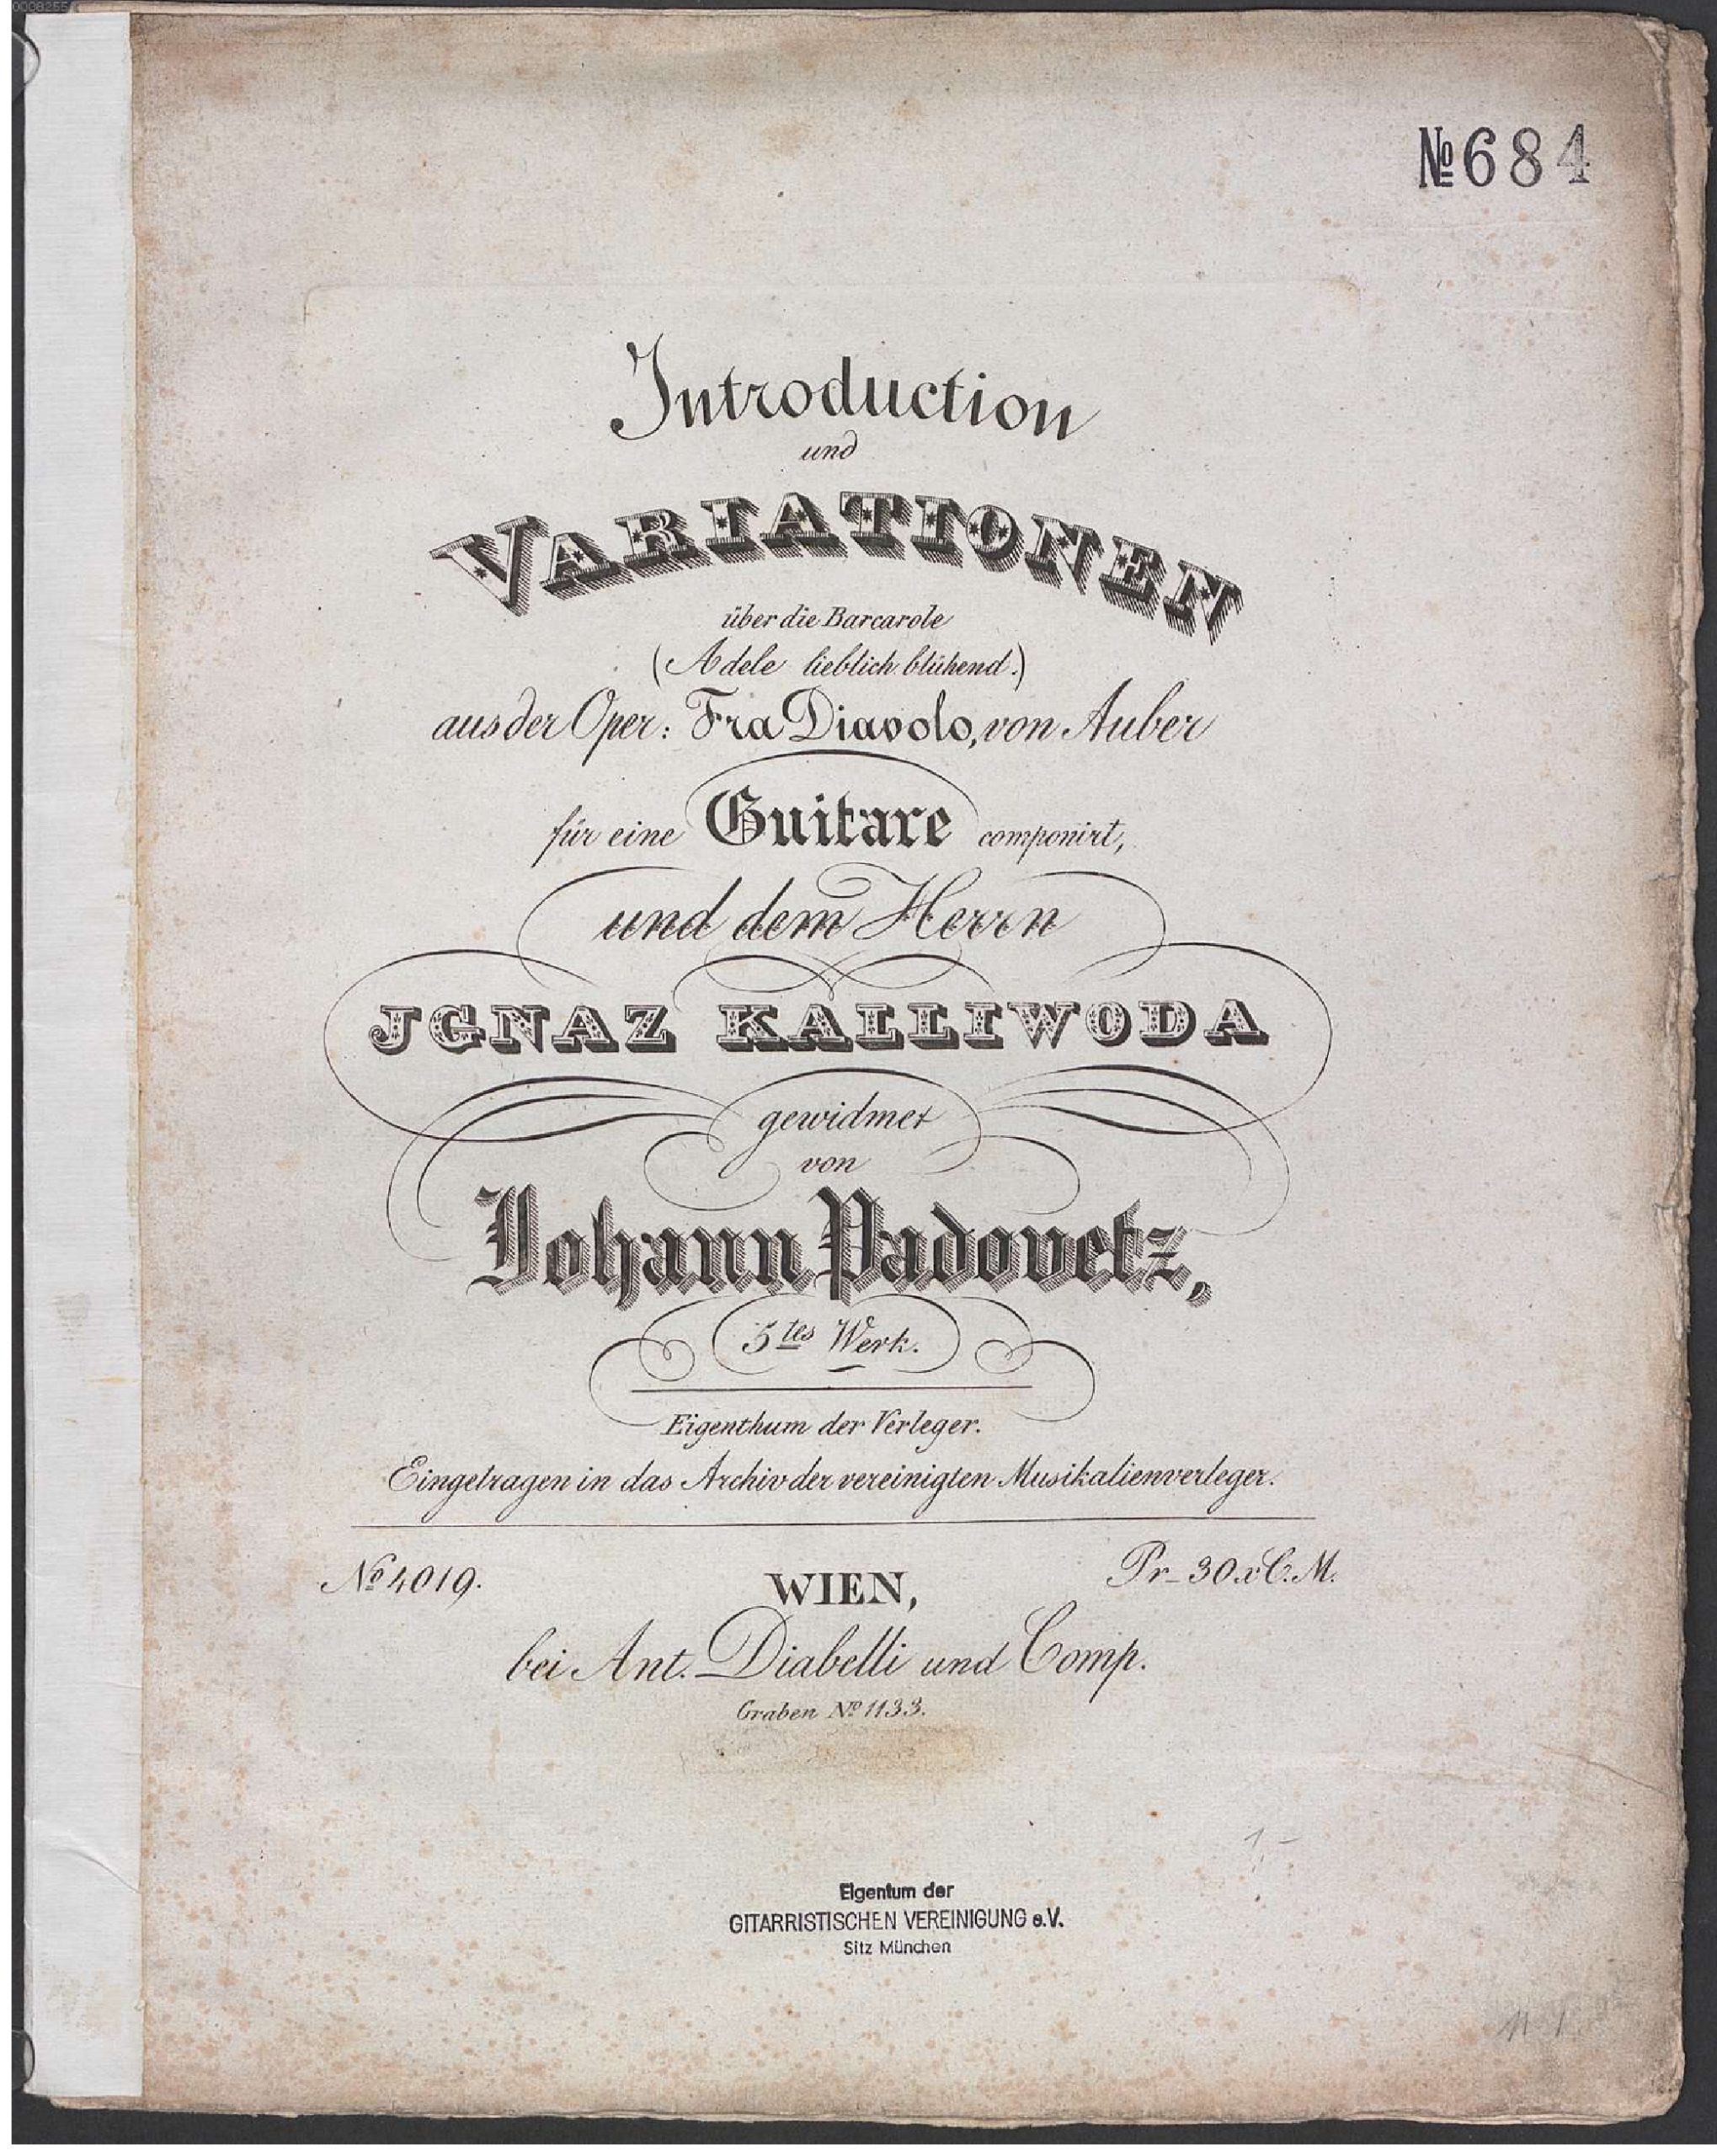 №684
Introduction
und
VARIATIONEN
über die Barcarole
(Adele lieblich blühend.)
aus der Oper: Fra Diavolo, von Auber
für eine Guitare componirt,
und dem Herrn
JGNAZ KALLIWODA
gewidmet
von
Johann Padovetz,
5tes Werk.
Eigenthum der Verleger.
Eingetragen in das Archiv der vereinigten Musikalienverleger.
No 4019.
WIEN,
Pr_30 x C.M.
bei Ant. Diabelli und Comp.
Graben No 1133.
Eigentum der
GITARRISTISCHEN VEREINIGUNG e.V.
Sitz München